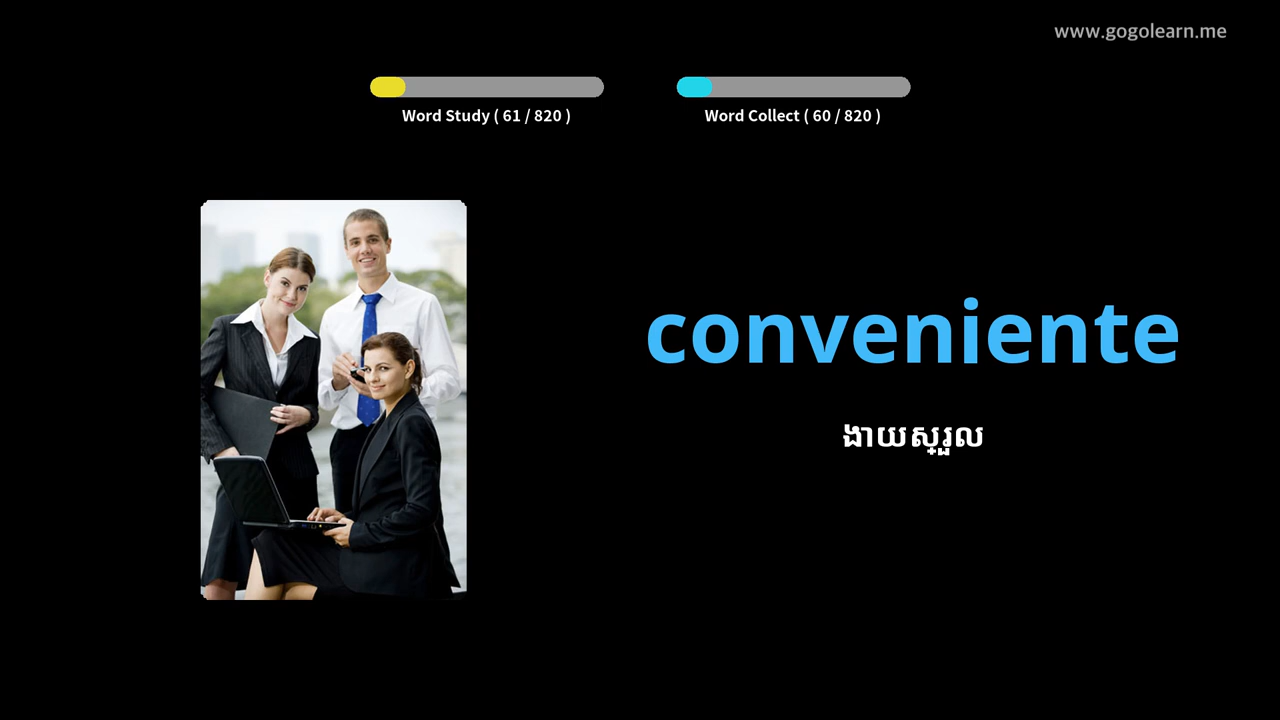 www.gogolearn.me
Word Study ( 61 / 820 )
Word Collect ( 60 / 820 )
conveniente
ងាយស្រួល